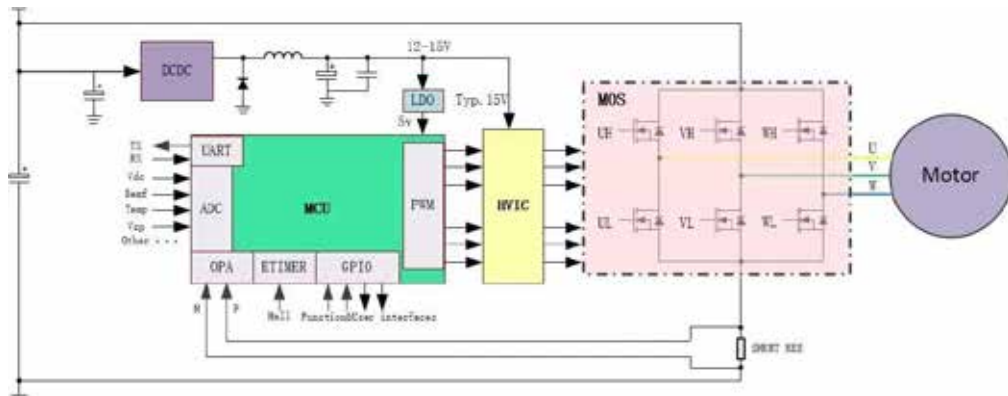 12-15V
DCDC
LDO
Typ.15V
5v
MOS
UH
VH
WH
TX
RX
UART
Vdc
Bemf
Temp
Vsp
Other ...
ADC
MCU
PWM
HVIC
U
V
W
Motor
UL
VL
WL
OPA
ETIMER
GPIO
N
P
Hall
Function&User interfaces
SHUNT RES